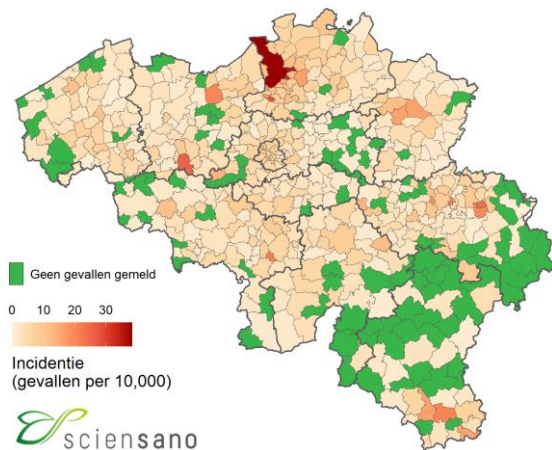 Geen gevallen gemeld
0 10 20 30
Incidentie
(gevallen per 10,000)
sciensano